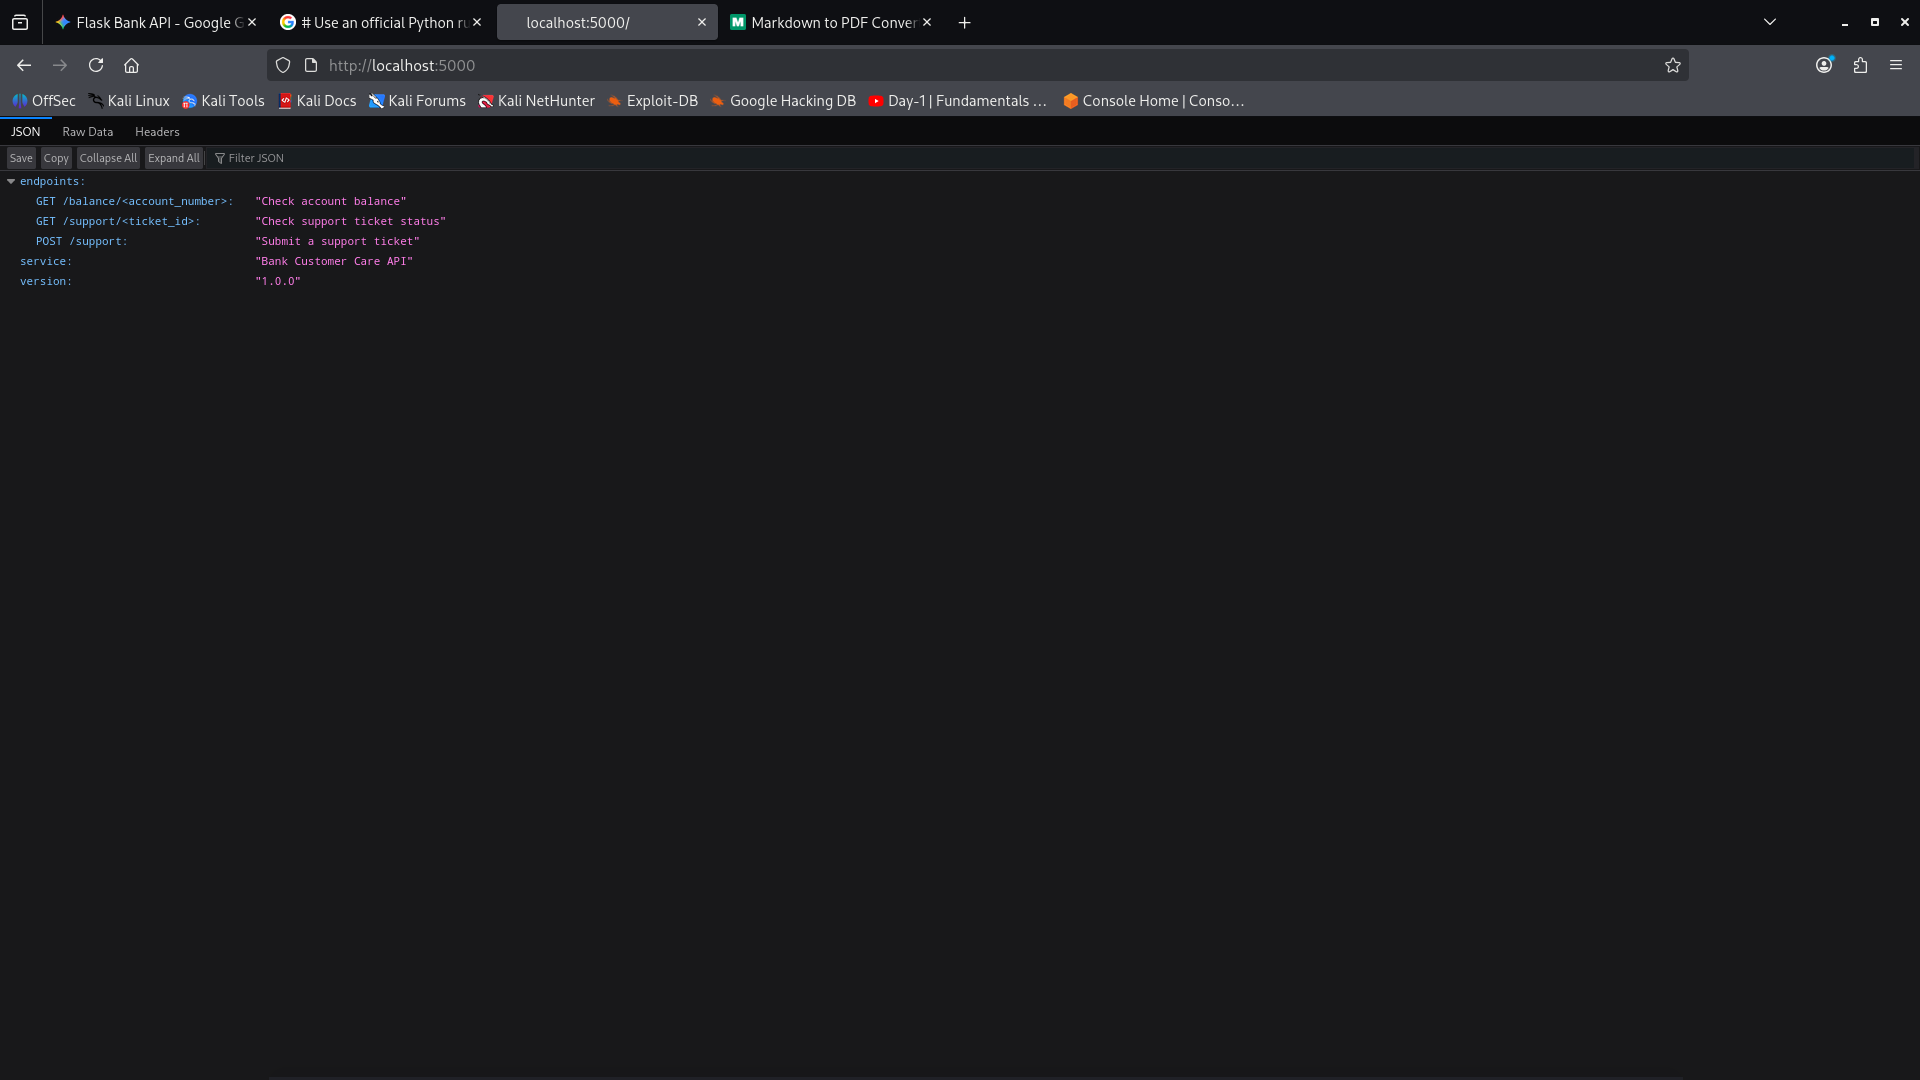 Flask Bank API - Google G
# Use an official Python ru
localhost:5000/
Markdown to PDF Conver
http://localhost:5000
OffSec
Kali Linux
Kali Tools
Kali Docs
Kali Forums
Kali NetHunter
Exploit-DB
Google Hacking DB
Day-1 | Fundamentals ...
Console Home | Conso...
JSON
Raw Data
Headers
Save
Copy
Collapse All
Expand All
Filter JSON
endpoints:
GET /balance/<account_number>: "Check account balance"
GET /support/<ticket_id>: "Check support ticket status"
POST /support: "Submit a support ticket"
service: "Bank Customer Care API"
version: "1.0.0"